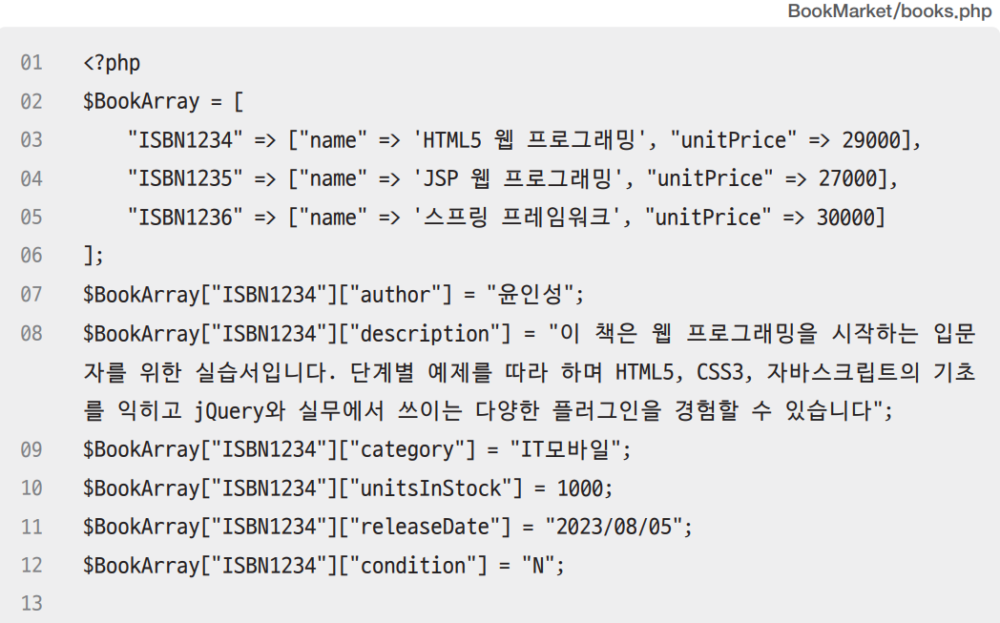 BookMarket/books.php
01 <?php
02 $BookArray = [
03     "ISBN1234" => ["name" => 'HTML5 웹 프로그래밍', "unitPrice" => 29000],
04     "ISBN1235" => ["name" => 'JSP 웹 프로그래밍', "unitPrice" => 27000],
05     "ISBN1236" => ["name" => '스프링 프레임워크', "unitPrice" => 30000]
06 ];
07 $BookArray["ISBN1234"]["author"] = "윤인성";
08 $BookArray["ISBN1234"]["description"] = "이 책은 웹 프로그래밍을 시작하는 입문
자를 위한 실습서입니다. 단계별 예제를 따라 하며 HTML5, CSS3, 자바스크립트의 기초
를 익히고 jQuery와 실무에서 쓰이는 다양한 플러그인을 경험할 수 있습니다";
09 $BookArray["ISBN1234"]["category"] = "IT모바일";
10 $BookArray["ISBN1234"]["unitsInStock"] = 1000;
11 $BookArray["ISBN1234"]["releaseDate"] = "2023/08/05";
12 $BookArray["ISBN1234"]["condition"] = "N";
13